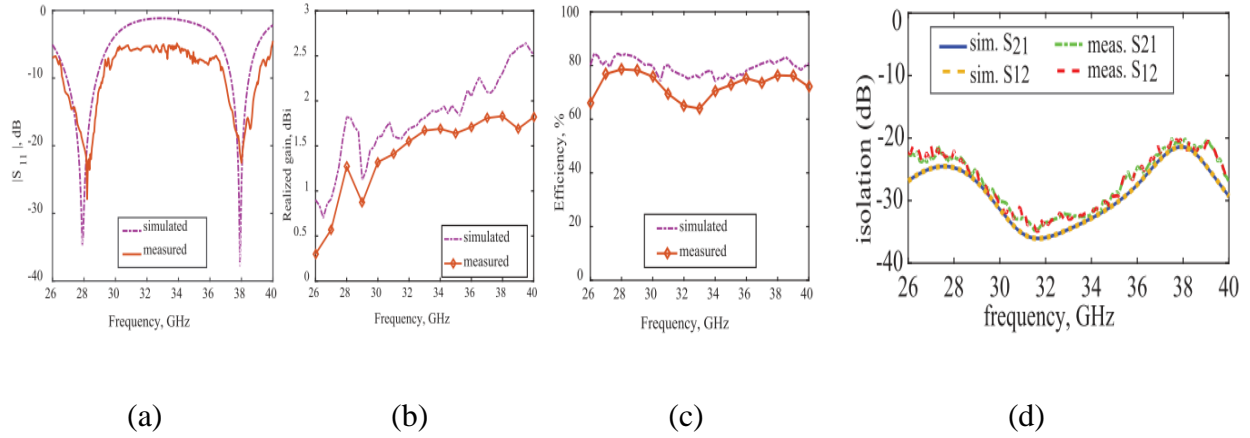 0
-10
-20
-30
-40
|S 11 |, dB
simulated
measured
26 28 30 32 34 36 38 40
Frequency, GHz
3
2.5
2
1.5
1
0.5
0
Realized gain, dBi
simulated
measured
26 28 30 32 34 36 38 40
Frequency, GHz
100
80
60
40
20
0
Efficiency, %
simulated
measured
26 28 30 32 34 36 38 40
Frequency, GHz
0
-10
-20
-30
-40
isolation (dB)
sim. S21
sim. S12
meas. S21
meas. S12
26 28 30 32 34 36 38 40
frequency, GHz
(a)
(b)
(c)
(d)